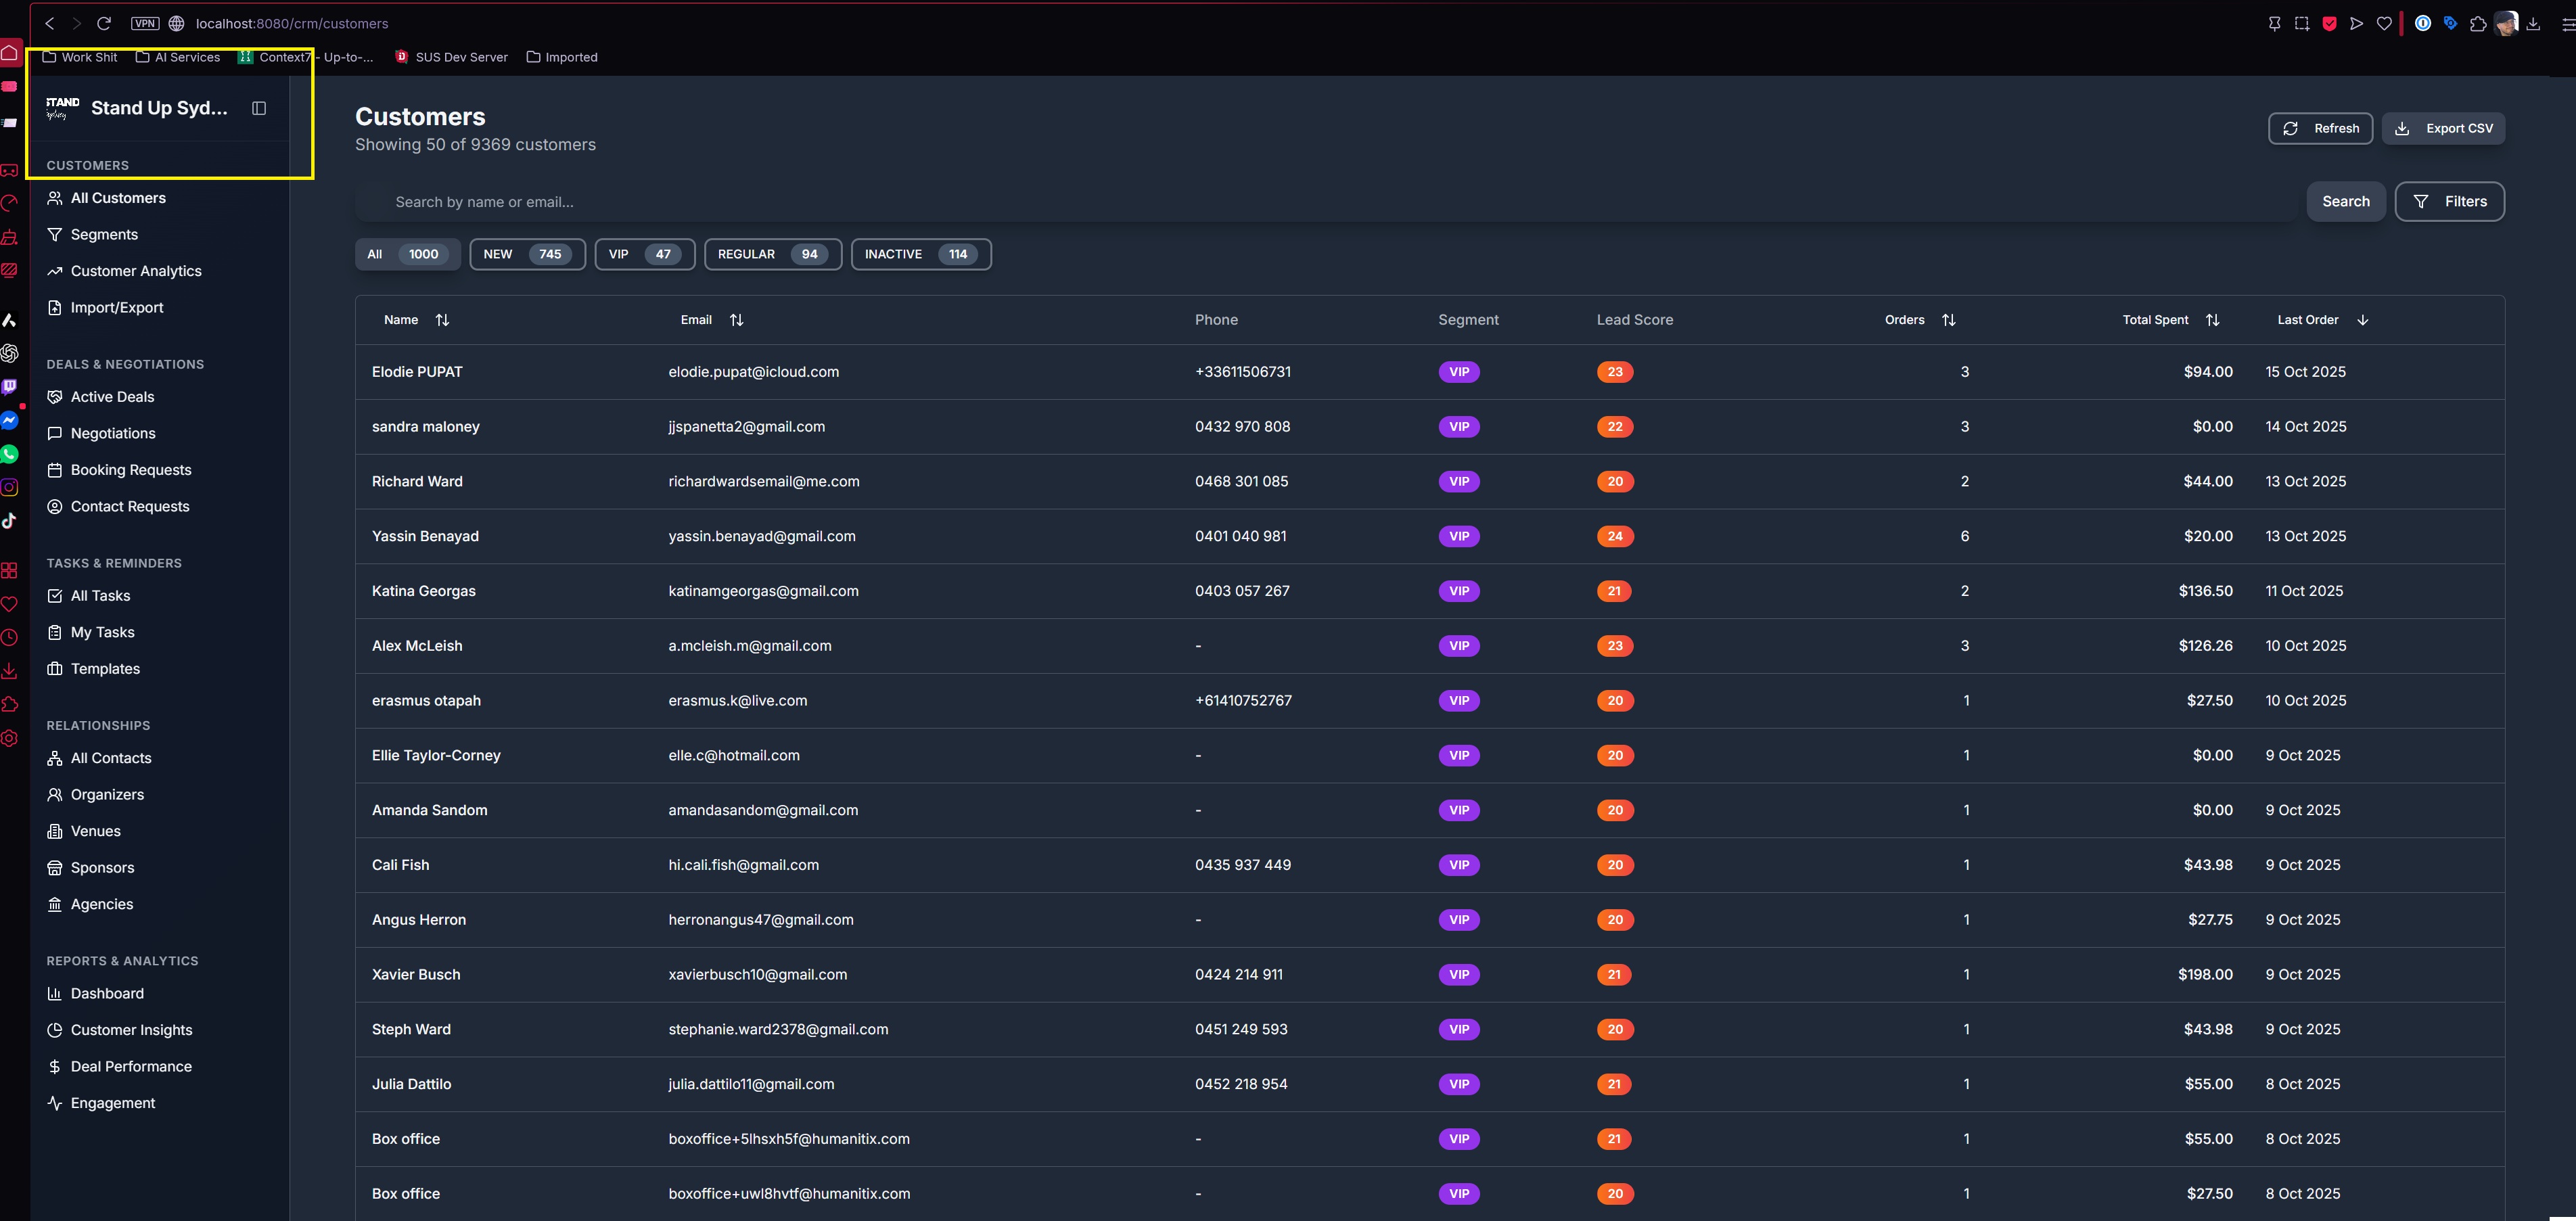 VPN localhost:8080/crm/customers
Work Shit AI Services Context7 - Up-to-... SUS Dev Server Imported
STAND
Sydney
Stand Up Syd...
CUSTOMERS
All Customers
Segments
Customer Analytics
Import/Export
DEALS & NEGOTIATIONS
Active Deals
Negotiations
Booking Requests
Contact Requests
TASKS & REMINDERS
All Tasks
My Tasks
Templates
RELATIONSHIPS
All Contacts
Organizers
Venues
Sponsors
Agencies
REPORTS & ANALYTICS
Dashboard
Customer Insights
Deal Performance
Engagement
Customers
Showing 50 of 9369 customers
Refresh Export CSV
Search by name or email... Search Filters
All 1000 NEW 745 VIP 47 REGULAR 94 INACTIVE 114
Name Email Phone Segment Lead Score Orders Total Spent Last Order
Elodie PUPAT elodie.pupat@icloud.com +33611506731 VIP 23 3 $94.00 15 Oct 2025
sandra maloney jjspanetta2@gmail.com 0432 970 808 VIP 22 3 $0.00 14 Oct 2025
Richard Ward richardwardsemail@me.com 0468 301 085 VIP 20 2 $44.00 13 Oct 2025
Yassin Benayad yassin.benayad@gmail.com 0401 040 981 VIP 24 6 $20.00 13 Oct 2025
Katina Georgas katinamgeorgas@gmail.com 0403 057 267 VIP 21 2 $136.50 11 Oct 2025
Alex McLeish a.mcleish.m@gmail.com - VIP 23 3 $126.26 10 Oct 2025
erasmus otapah erasmus.k@live.com +61410752767 VIP 20 1 $27.50 10 Oct 2025
Ellie Taylor-Corney elle.c@hotmail.com - VIP 20 1 $0.00 9 Oct 2025
Amanda Sandom amandasandom@gmail.com - VIP 20 1 $0.00 9 Oct 2025
Cali Fish hi.cali.fish@gmail.com 0435 937 449 VIP 20 1 $43.98 9 Oct 2025
Angus Herron herronangus47@gmail.com - VIP 20 1 $27.75 9 Oct 2025
Xavier Busch xavierbusch10@gmail.com 0424 214 911 VIP 21 1 $198.00 9 Oct 2025
Steph Ward stephanie.ward2378@gmail.com 0451 249 593 VIP 20 1 $43.98 9 Oct 2025
Julia Dattilo julia.dattilo11@gmail.com 0452 218 954 VIP 21 1 $55.00 8 Oct 2025
Box office boxoffice+5lhsxh5f@humanitix.com - VIP 21 1 $55.00 8 Oct 2025
Box office boxoffice+uwl8hvtf@humanitix.com - VIP 20 1 $27.50 8 Oct 2025